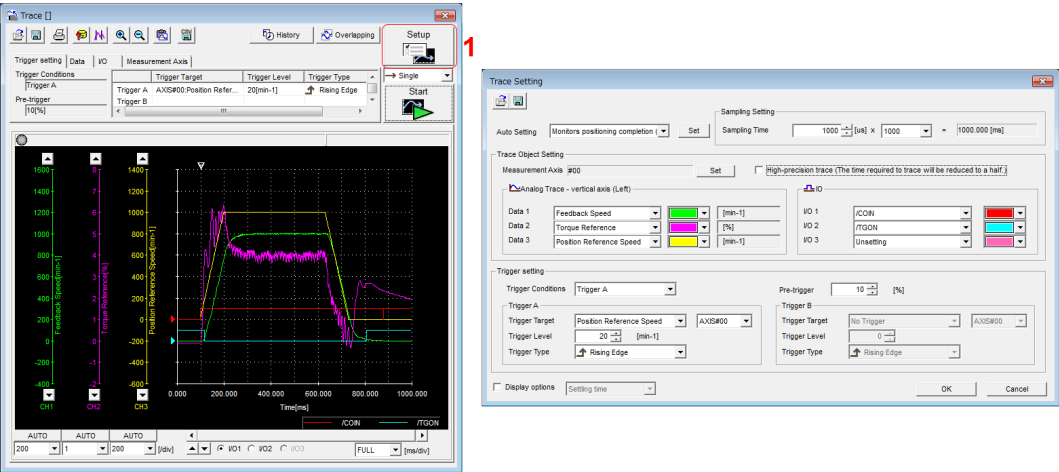 Trace []
History
Overlapping
Setup
1
Trigger setting
Data
I/O
Measurement Axis
Trigger Conditions
Trigger A
Pre-trigger
10[%]
Trigger Target Trigger Level Trigger Type
Trigger A AXIS#00:Position Refer... 20[min-1] Rising Edge
Trigger B
Single
Start
1600
1400
1200
1000
800
600
400
200
0
-200
-400
Feedback Speed[min-1]
CH1
8
7
6
5
4
3
2
1
0
-1
-2
Torque Reference[%]
CH2
1400
1200
1000
800
600
400
200
0
-200
-400
-600
Position Reference Speed[min-1]
CH3
0.000 200.000 400.000 600.000 800.000 1000.000
Time[ms]
/COIN /TGON
AUTO AUTO AUTO
200 1 200 [/div]
I/O1 I/O2 I/O3
FULL [ms/div]
Trace Setting
Auto Setting Monitors positioning completion ( Set
Sampling Setting
Sampling Time 1000 [us] X 1000 = 1000.000 [ms]
Trace Object Setting
Measurement Axis #00 Set
High-precision trace (The time required to trace will be reduced to a half.)
Analog Trace - vertical axis (Left)
Data 1 Feedback Speed [min-1]
Data 2 Torque Reference [%]
Data 3 Position Reference Speed [min-1]
IO
I/O 1 /COIN
I/O 2 /TGON
I/O 3 Unsetting
Trigger setting
Trigger Conditions Trigger A
Pre-trigger 10 [%]
Trigger A
Trigger Target Position Reference Speed AXIS#00
Trigger Level 20 [min-1]
Trigger Type Rising Edge
Trigger B
Trigger Target No Trigger AXIS#00
Trigger Level 0
Trigger Type Rising Edge
Display options Settling time
OK Cancel